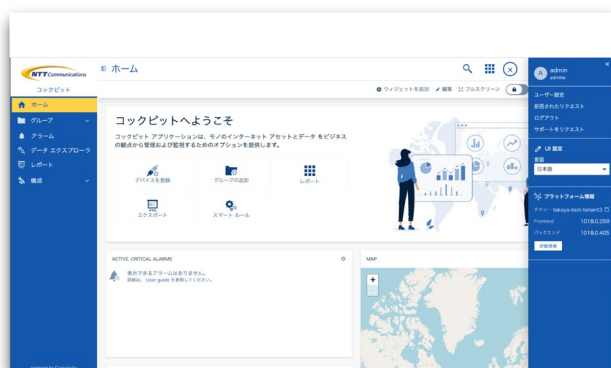 NTT Communications
コックピット
ホーム
グループ
アラーム
データ エクスプローラ
レポート
構成
ホーム
ウィジェットを追加
編集
フルスクリーン
コックピットへようこそ
コックピット アプリケーションは、モノのインターネット アセットとデータ をビジネス
の観点から管理および監視するためのオプションを提供します。
デバイスを登録
グループの追加
レポート
エクスポート
スマート ルール
ACTIVE, CRITICAL ALARMS
表示できるアラームはありません。
詳細は、 User guide を参照してください。
MAP
+
A
admin
admins
ユーザー設定
ログアウト
サポートをリクエスト
UI 設定
言語
日本語
プラットフォーム情報
テナント takaya-test-tenant3
Frontend 1018.0.259
バックエンド 1018.0.405
詳細情報